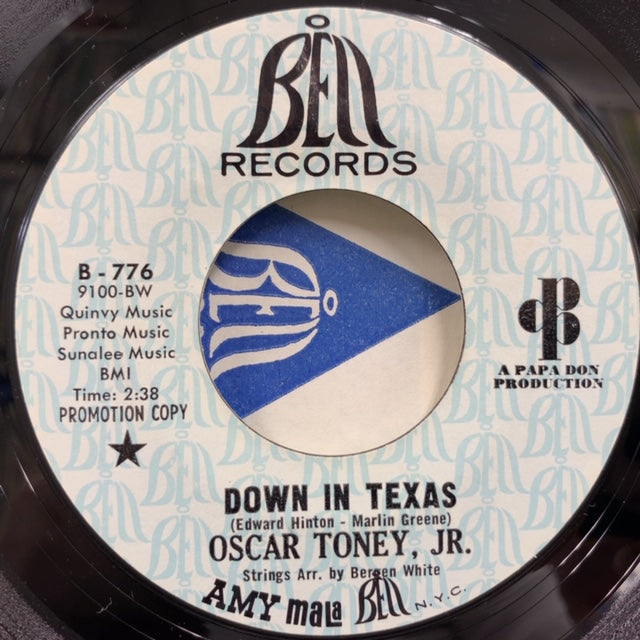 BELL
RECORDS
B - 776
9100-BW
Quinvy Music
Pronto Music
Sunalee Music
BMI
Time: 2:38
PROMOTION COPY
A PAPA DON
PRODUCTION
BELL
DOWN IN TEXAS
(Edward Hinton - Marlin Greene)
OSCAR TONEY, JR.
Strings Arr. by Bergen White
AMY mala BELL N.Y.C.